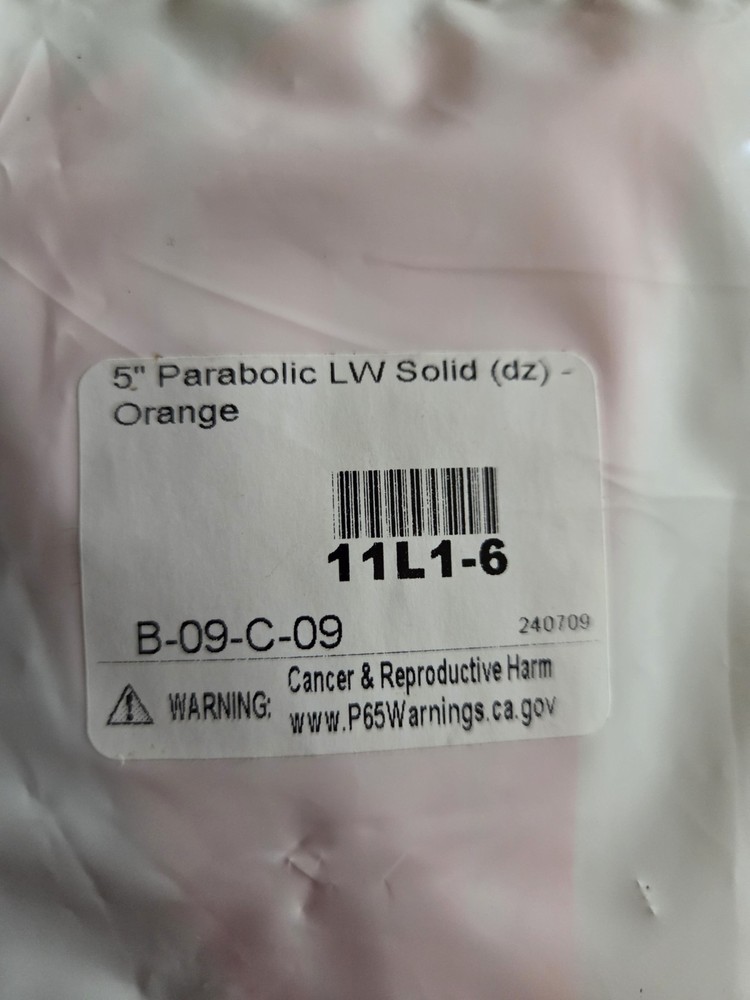 5" Parabolic LW Solid (dz) -
Orange
11L1-6
B-09-C-09
240709
WARNING:
Cancer & Reproductive Harm
www.P65Warnings.ca.gov